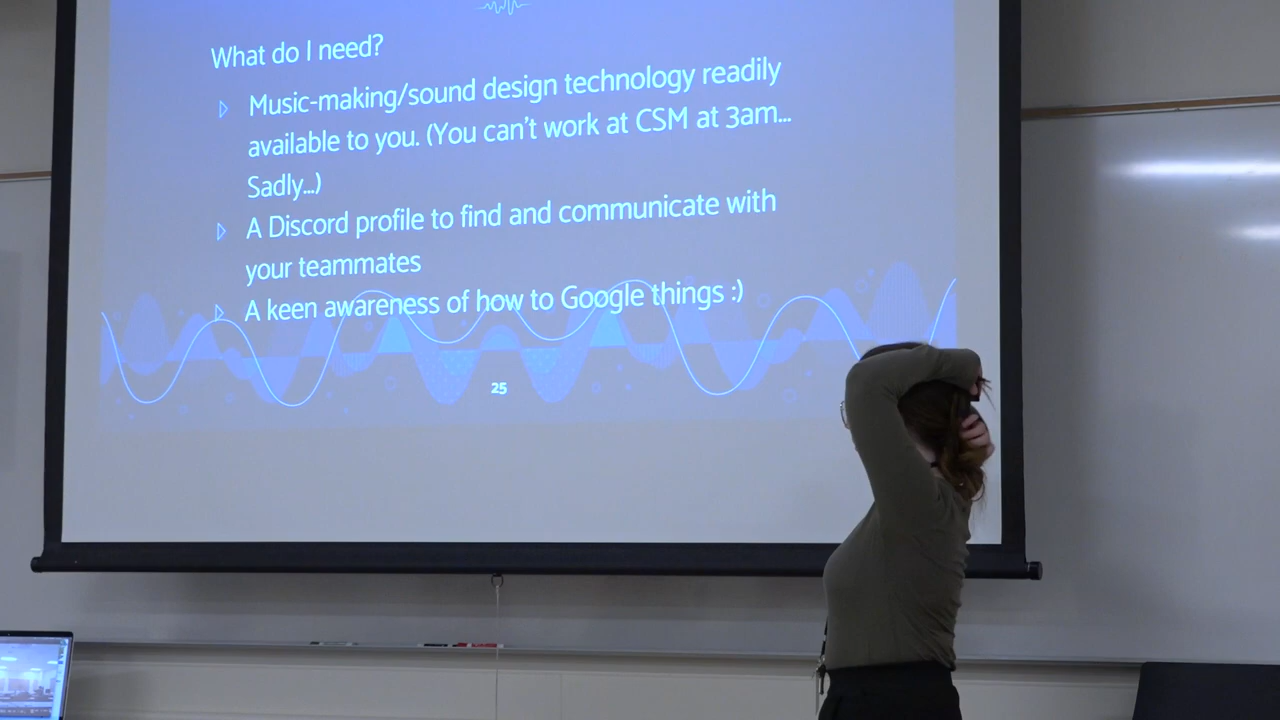 What do I need?
Music-making/sound design technology readily
available to you. (You can't work at CSM at 3am...
Sadly...)
A Discord profile to find and communicate with
your teammates
A keen awareness of how to Google things :)
25